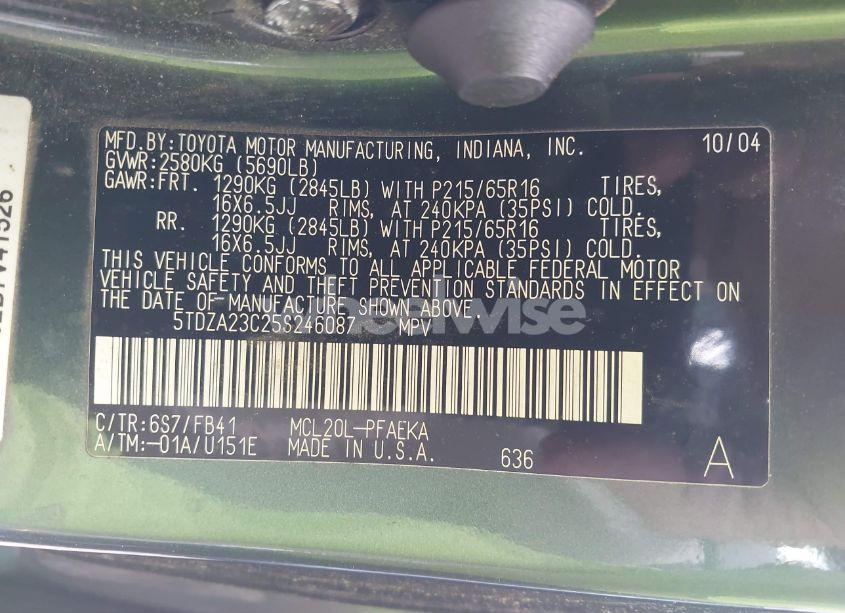 MFD.BY:TOYOTA MOTOR MANUFACTURING, INDIANA, INC. 10/04
GVWR:2580KG (5690LB)
GAWR:FRT. 1290KG (2845LB) WITH P215/65R16 TIRES,
16X6.5JJ RIMS, AT 240KPA (35PSI) COLD.
RR. 1290KG (2845LB) WITH P215/65R16 TIRES,
16X6.5JJ RIMS, AT 240KPA (35PSI) COLD.
THIS VEHICLE CONFORMS TO ALL APPLICABLE FEDERAL MOTOR
VEHICLE SAFETY AND THEFT PREVENTION STANDARDS IN EFFECT ON
THE DATE OF MANUFACTURE SHOWN ABOVE.
5TDZA23C25S246087 MPV
C/TR:6S7/FB41 MCL20L-PFAEKA
A/TM:-01A/U151E MADE IN U.S.A. 636 A